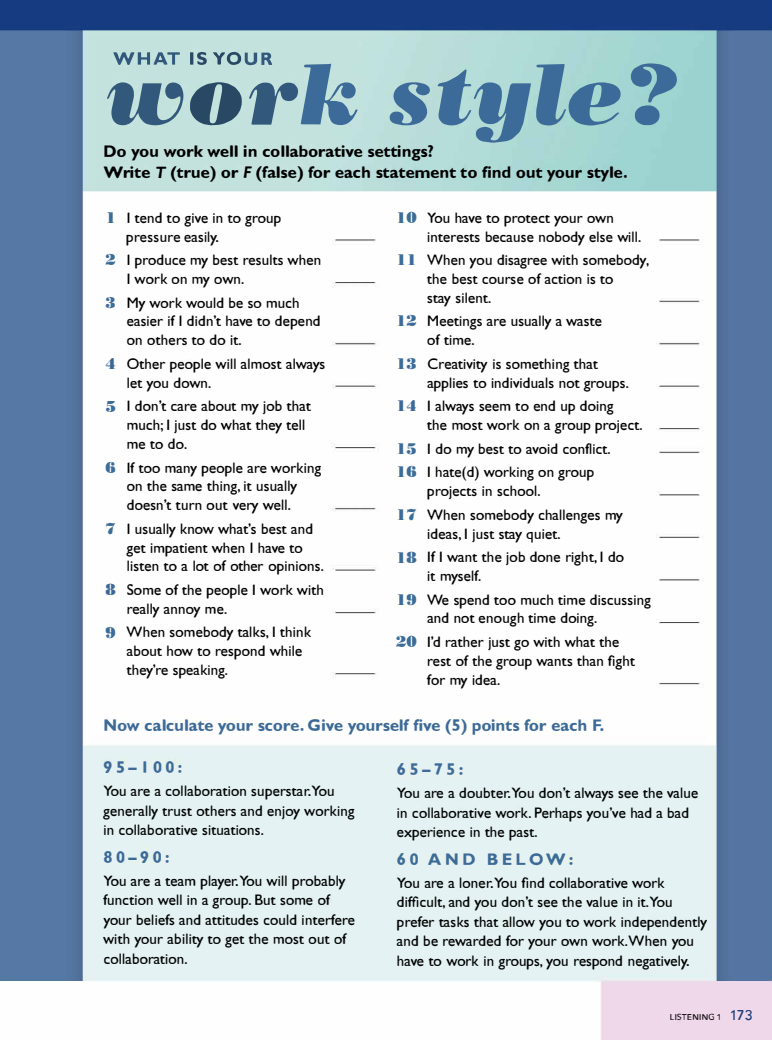 WHAT IS YOUR
work style?
Do you work well in collaborative settings?
Write T (true) or F (false) for each statement to find out your style.
1 I tend to give in to group
pressure easily.
2 I produce my best results when
I work on my own.
3 My work would be so much
easier if I didn't have to depend
on others to do it.
4 Other people will almost always
let you down.
5 I don't care about my job that
much; I just do what they tell
me to do.
6 If too many people are working
on the same thing, it usually
doesn't turn out very well.
7 I usually know what's best and
get impatient when I have to
listen to a lot of other opinions.
8 Some of the people I work with
really annoy me.
9 When somebody talks, I think
about how to respond while
they're speaking.
10 You have to protect your own
interests because nobody else will.
11 When you disagree with somebody,
the best course of action is to
stay silent.
12 Meetings are usually a waste
of time.
13 Creativity is something that
applies to individuals not groups.
14 I always seem to end up doing
the most work on a group project.
15 I do my best to avoid conflict.
16 I hate(d) working on group
projects in school.
17 When somebody challenges my
ideas, I just stay quiet.
18 If I want the job done right, I do
it myself.
19 We spend too much time discussing
and not enough time doing.
20 I'd rather just go with what the
rest of the group wants than fight
for my idea.
Now calculate your score. Give yourself five (5) points for each F.
95–100:
You are a collaboration superstar. You
generally trust others and enjoy working
in collaborative situations.
80–90:
You are a team player. You will probably
function well in a group. But some of
your beliefs and attitudes could interfere
with your ability to get the most out of
collaboration.
65–75:
You are a doubter. You don't always see the value
in collaborative work. Perhaps you've had a bad
experience in the past.
60 AND BELOW:
You are a loner. You find collaborative work
difficult, and you don't see the value in it. You
prefer tasks that allow you to work independently
and be rewarded for your own work. When you
have to work in groups, you respond negatively.
LISTENING 1 173